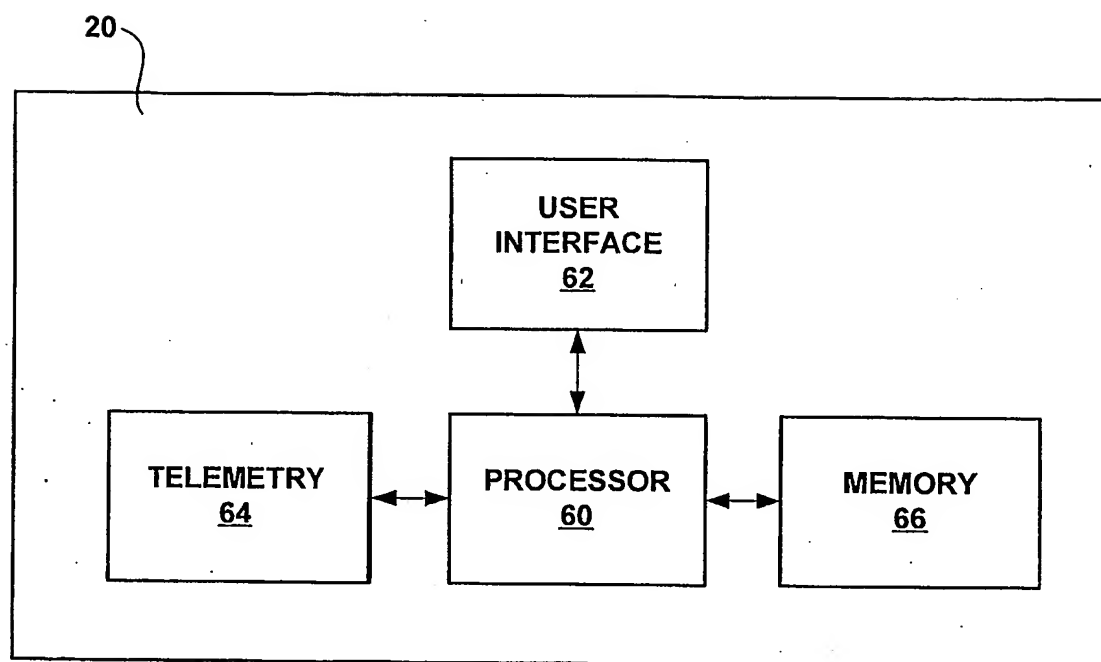 20
USER
INTERFACE
62
TELEMETRY
64
PROCESSOR
60
MEMORY
66